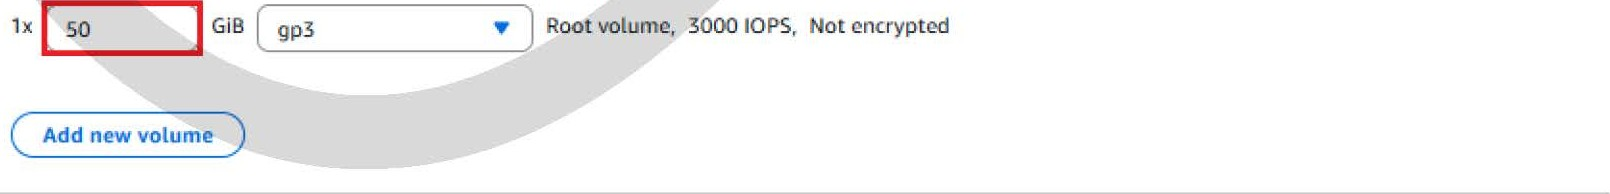 1x 50 GiB gp3 Root volume, 3000 IOPS, Not encrypted
Add new volume